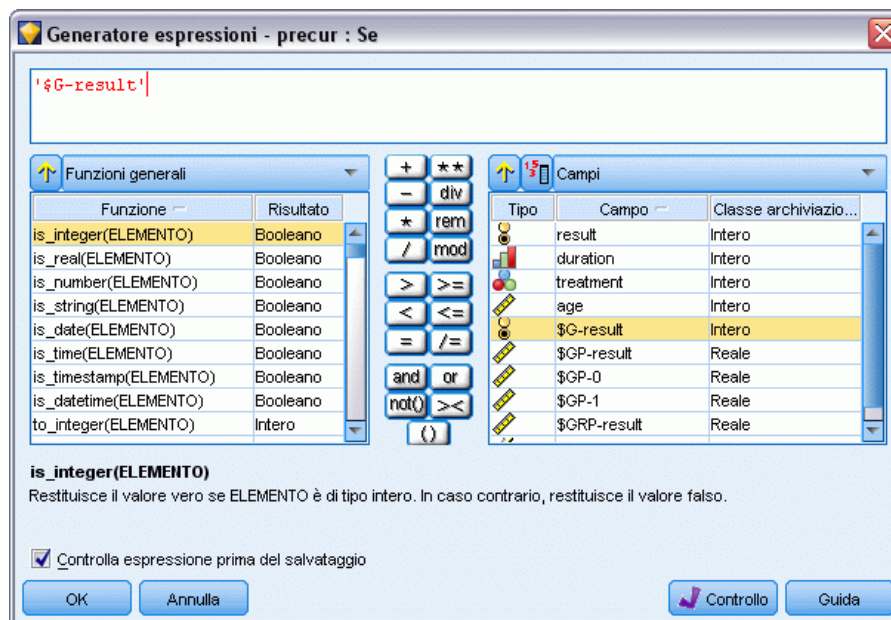 Generatore espressioni - precur : Se
'$G-result'
Funzioni generali
Funzione Risultato
is_integer(ELEMENTO) Booleano
is_real(ELEMENTO) Booleano
is_number(ELEMENTO) Booleano
is_string(ELEMENTO) Booleano
is_date(ELEMENTO) Booleano
is_time(ELEMENTO) Booleano
is_timestamp(ELEMENTO) Booleano
is_datetime(ELEMENTO) Booleano
to_integer(ELEMENTO) Intero
+ **
- div
* rem
/ mod
> >=
< <=
= /=
and or
not() ><
()
Campi
Tipo Campo Classe archiviazio...
result Intero
duration Intero
treatment Intero
age Intero
$G-result Intero
$GP-result Reale
$GP-0 Reale
$GP-1 Reale
$GRP-result Reale
is_integer(ELEMENTO)
Restituisce il valore vero se ELEMENTO è di tipo intero. In caso contrario, restituisce il valore falso.
Controlla espressione prima del salvataggio
OK Annulla Controllo Guida